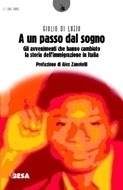 GIULIO DI LUZIO
A un passo dal sogno
Gli avvenimenti che hanno cambiato
la storia dell'immigrazione in Italia
Prefazione di Alex Zanotelli
BESA